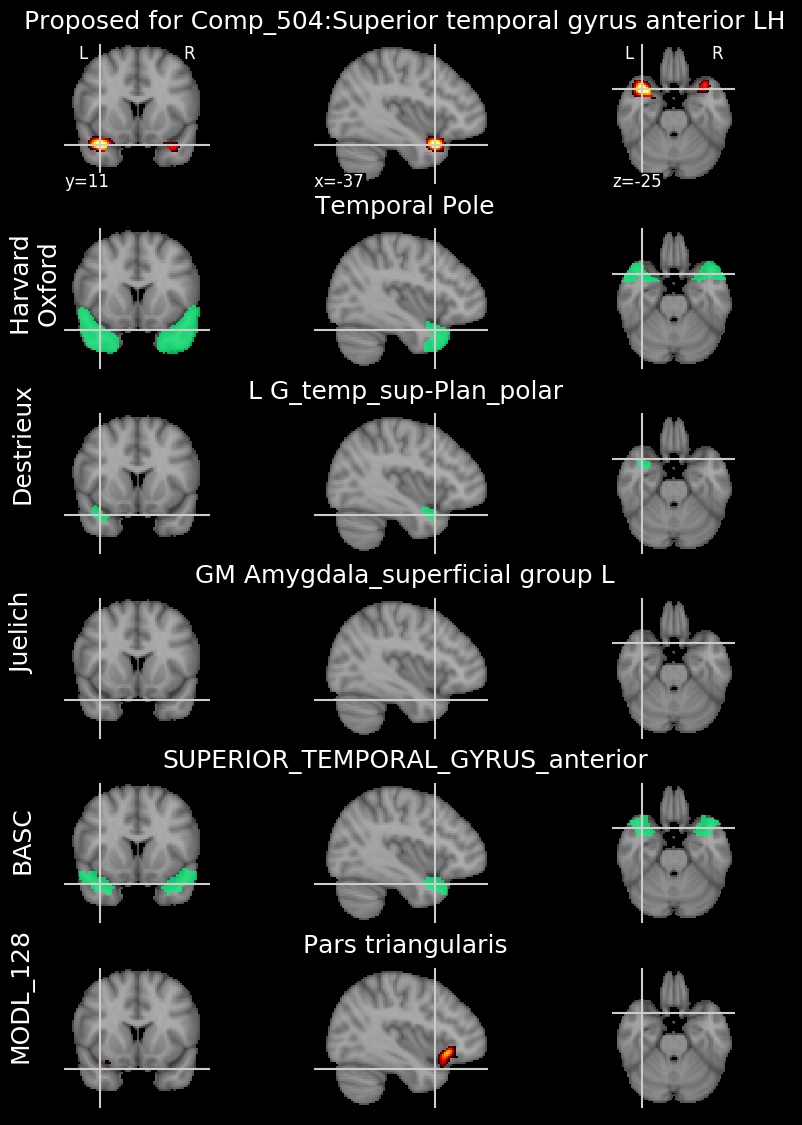 Proposed for Comp_504:Superior temporal gyrus anterior LH
L R
L R
y=11
x=-37
z=-25
Temporal Pole
Harvard
Oxford
L G_temp_sup-Plan_polar
Destrieux
GM Amygdala_superficial group L
Juelich
SUPERIOR_TEMPORAL_GYRUS_anterior
BASC
Pars triangularis
MODL_128